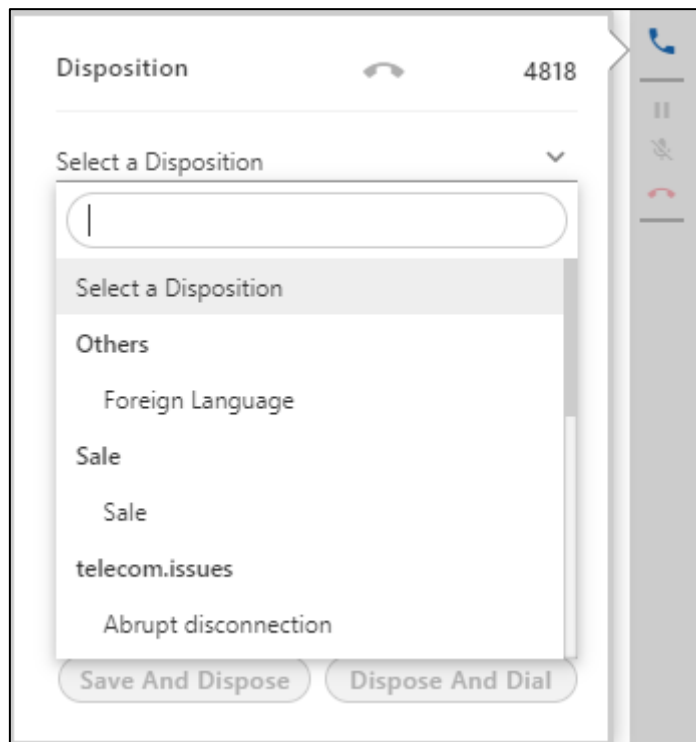 Disposition 4818
Select a Disposition
Select a Disposition
Others
Foreign Language
Sale
Sale
telecom.issues
Abrupt disconnection
Save And Dispose Dispose And Dial